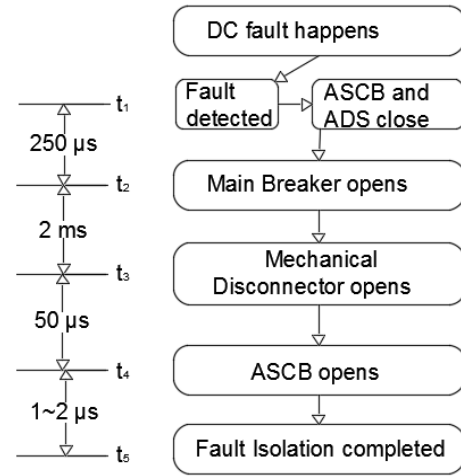 DC fault happens
Fault
detected
ASCB and
ADS close
t₁
250 µs
t₂
Main Breaker opens
2 ms
Mechanical
Disconnector opens
t₃
50 µs
t₄
ASCB opens
1~2 µs
t₅
Fault Isolation completed